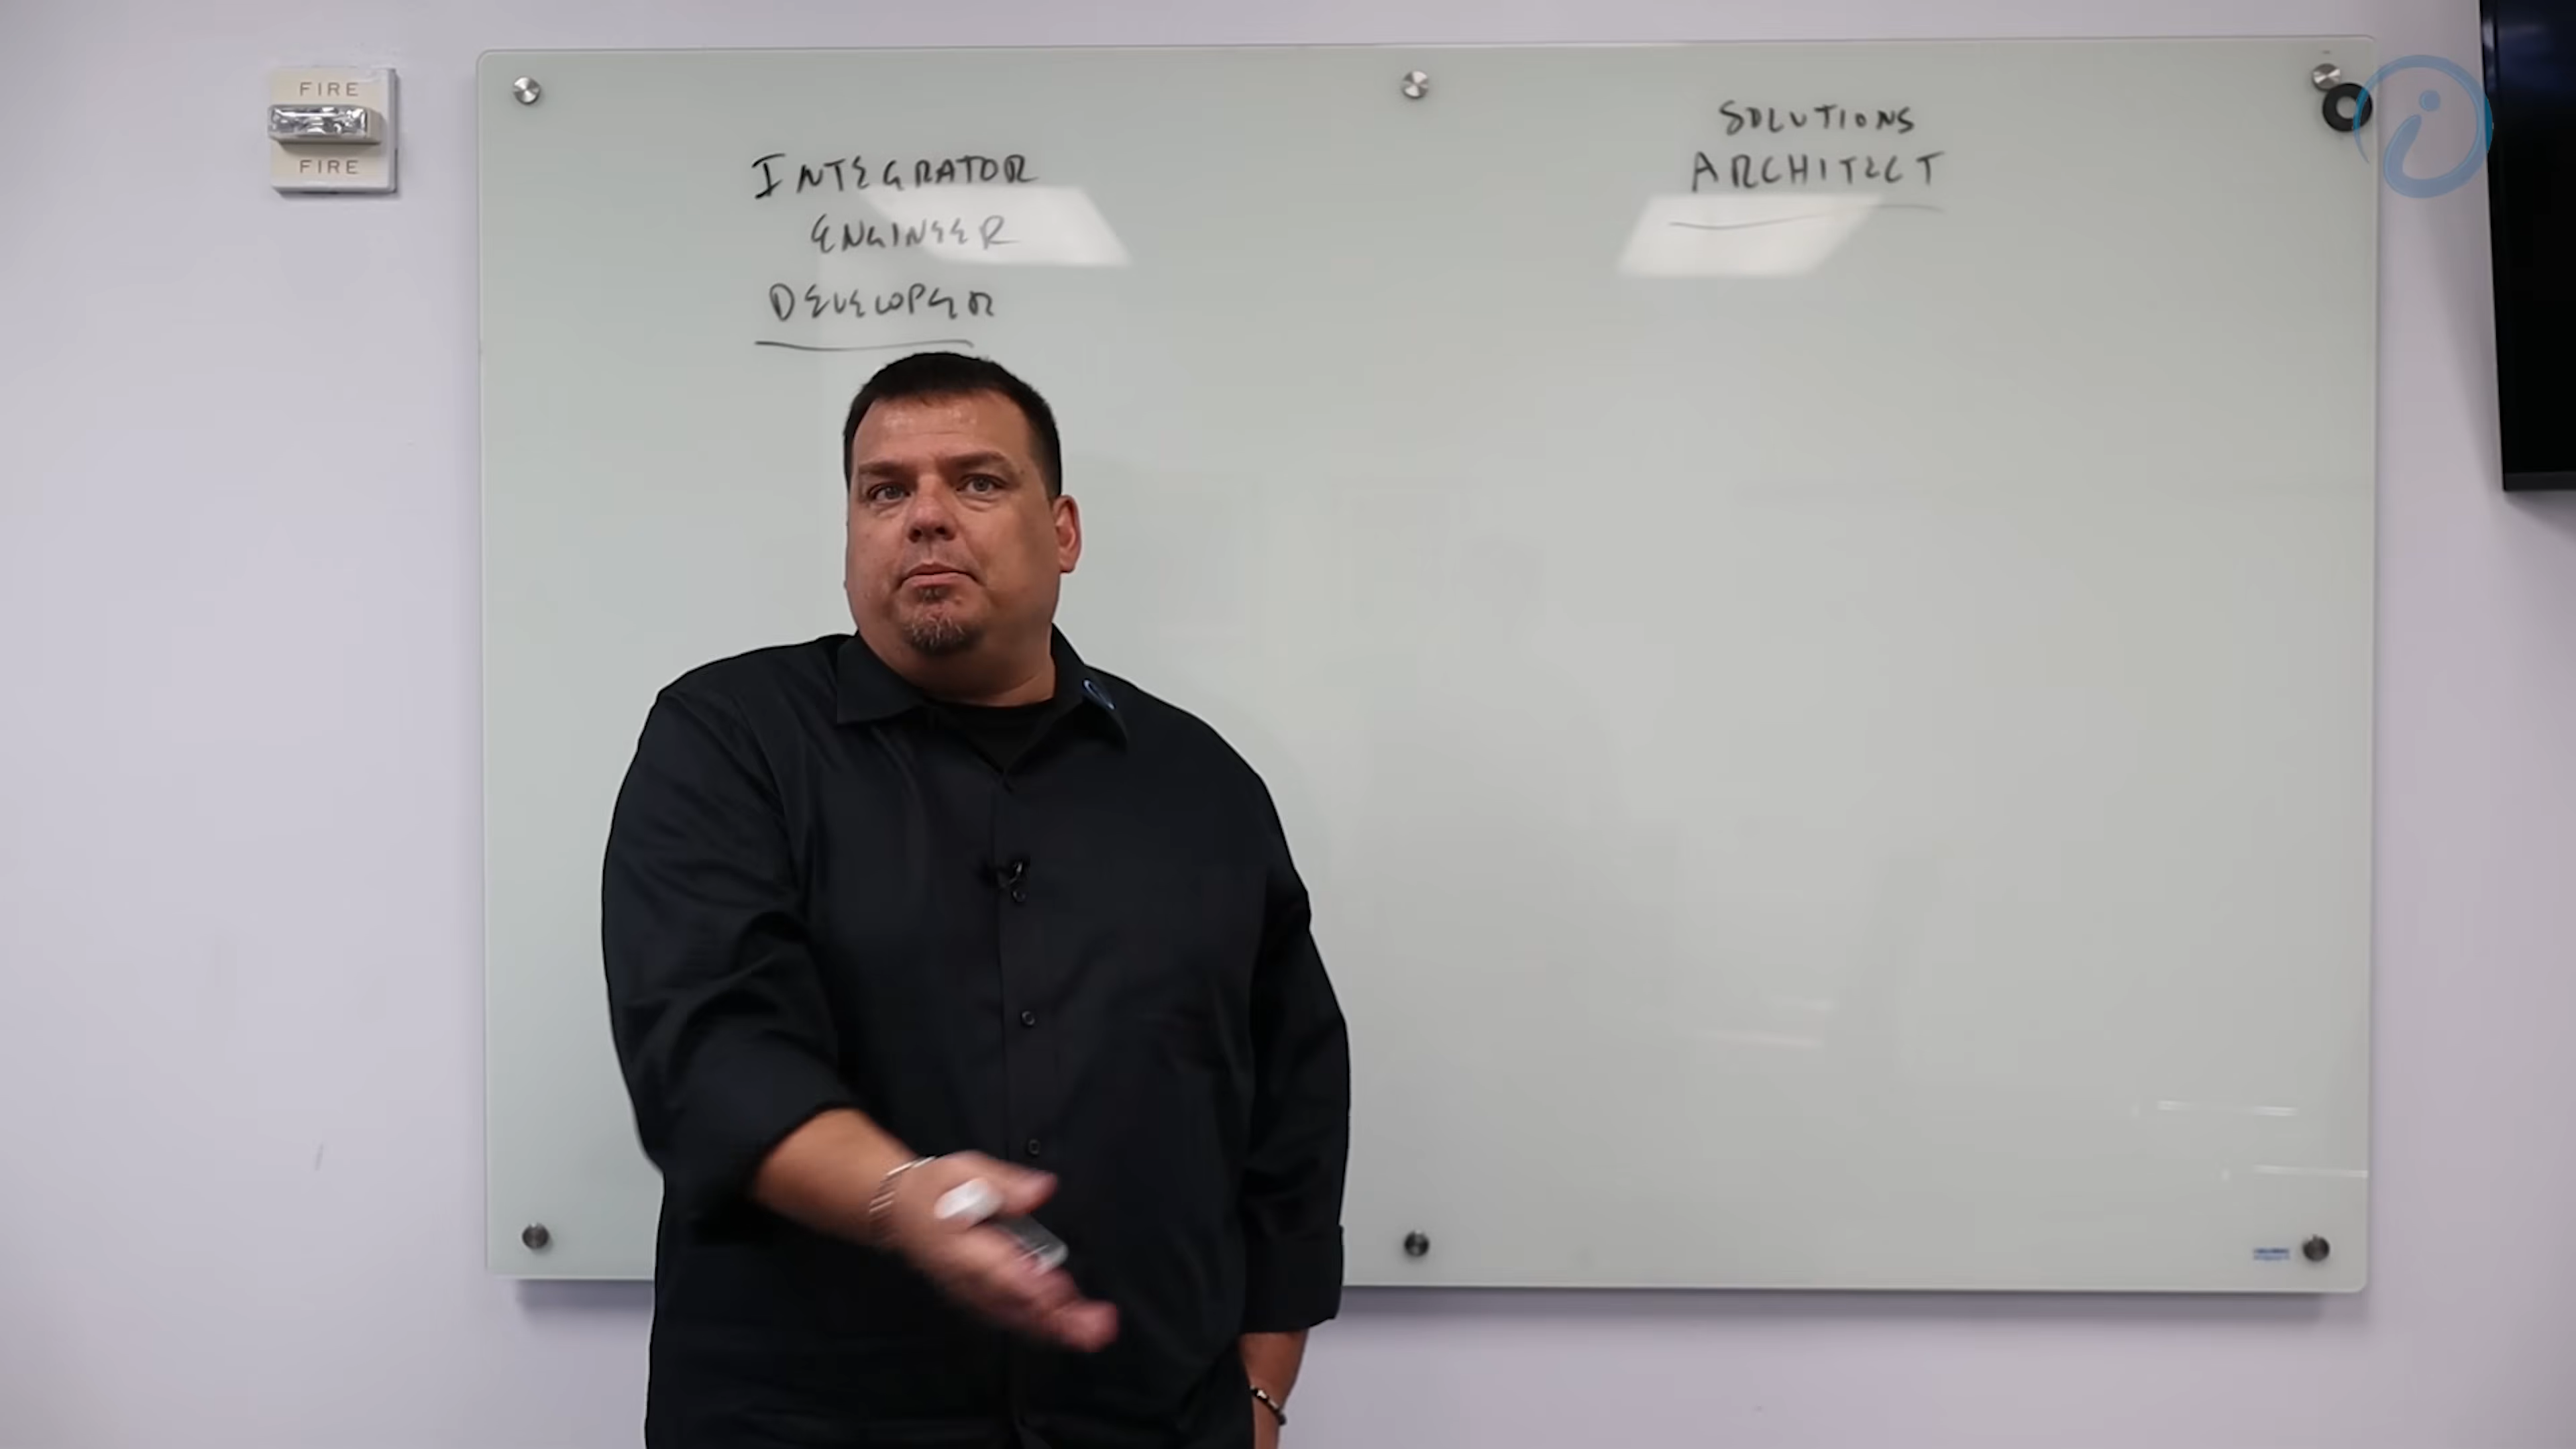 FIRE
FIRE
INTEGRATOR
ENGINEER
DEVELOPER
SOLUTIONS
ARCHITECT